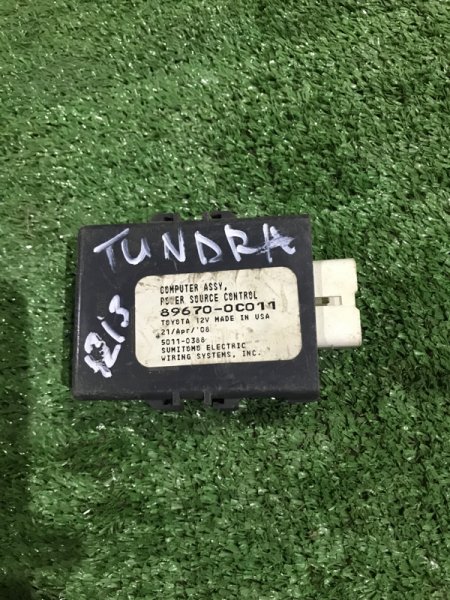 TUNDRA
COMPUTER ASSY,
POWER SOURCE CONTROL
89670-0C011
TOYOTA 12V MADE IN USA
21/Apr/'08
5011-0388
SUMITOMO ELECTRIC
WIRING SYSTEMS, INC.